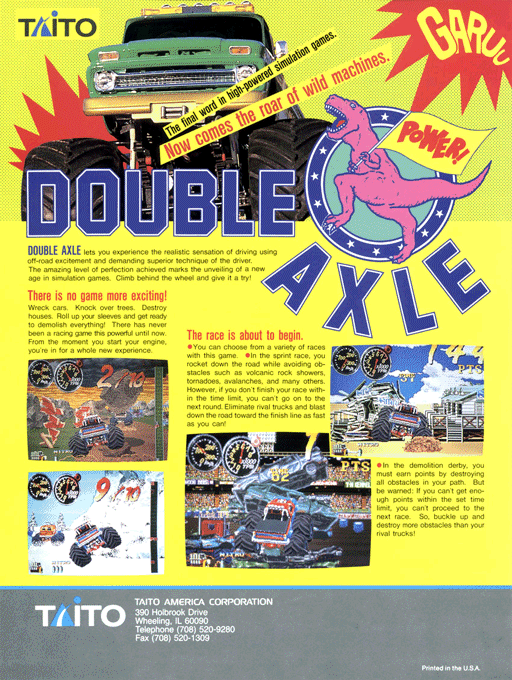 TAITO
GARUU
The final word in high-powered simulation games.
Now comes the roar of wild machines.
POWER!
DOUBLE
AXLE
DOUBLE AXLE lets you experience the realistic sensation of driving using
off-road excitement and demanding superior technique of the driver.
The amazing level of perfection achieved marks the unveiling of a new
age in simulation games. Climb behind the wheel and give it a try!
There is no game more exciting!
Wreck cars. Knock over trees. Destroy
houses. Roll up your sleeves and get ready
to demolish everything! There has never
been a racing game this powerful until now.
From the moment you start your engine,
you're in for a whole new experience.
The race is about to begin.
●You can choose from a variety of races
with this game. ●In the sprint race, you
rocket down the road while avoiding ob-
stacles such as volcanic rock showers,
tornadoes, avalanches, and many others.
However, if you don't finish your race with-
in the time limit, you can't go on to the
next round. Eliminate rival trucks and blast
down the road toward the finish line as fast
as you can!
PTS
NITRO
PTS
62
NITRO
●In the demolition derby, you
must earn points by destroying
all obstacles in your path. But
be warned: If you can't get eno-
ugh points within the set time
limit, you can't proceed to the
next race. So, buckle up and
destroy more obstacles than your
rival trucks!
TAITO
TAITO AMERICA CORPORATION
390 Holbrook Drive
Wheeling, IL 60090
Telephone (708) 520-9280
Fax (708) 520-1309
Printed in the U.S.A.